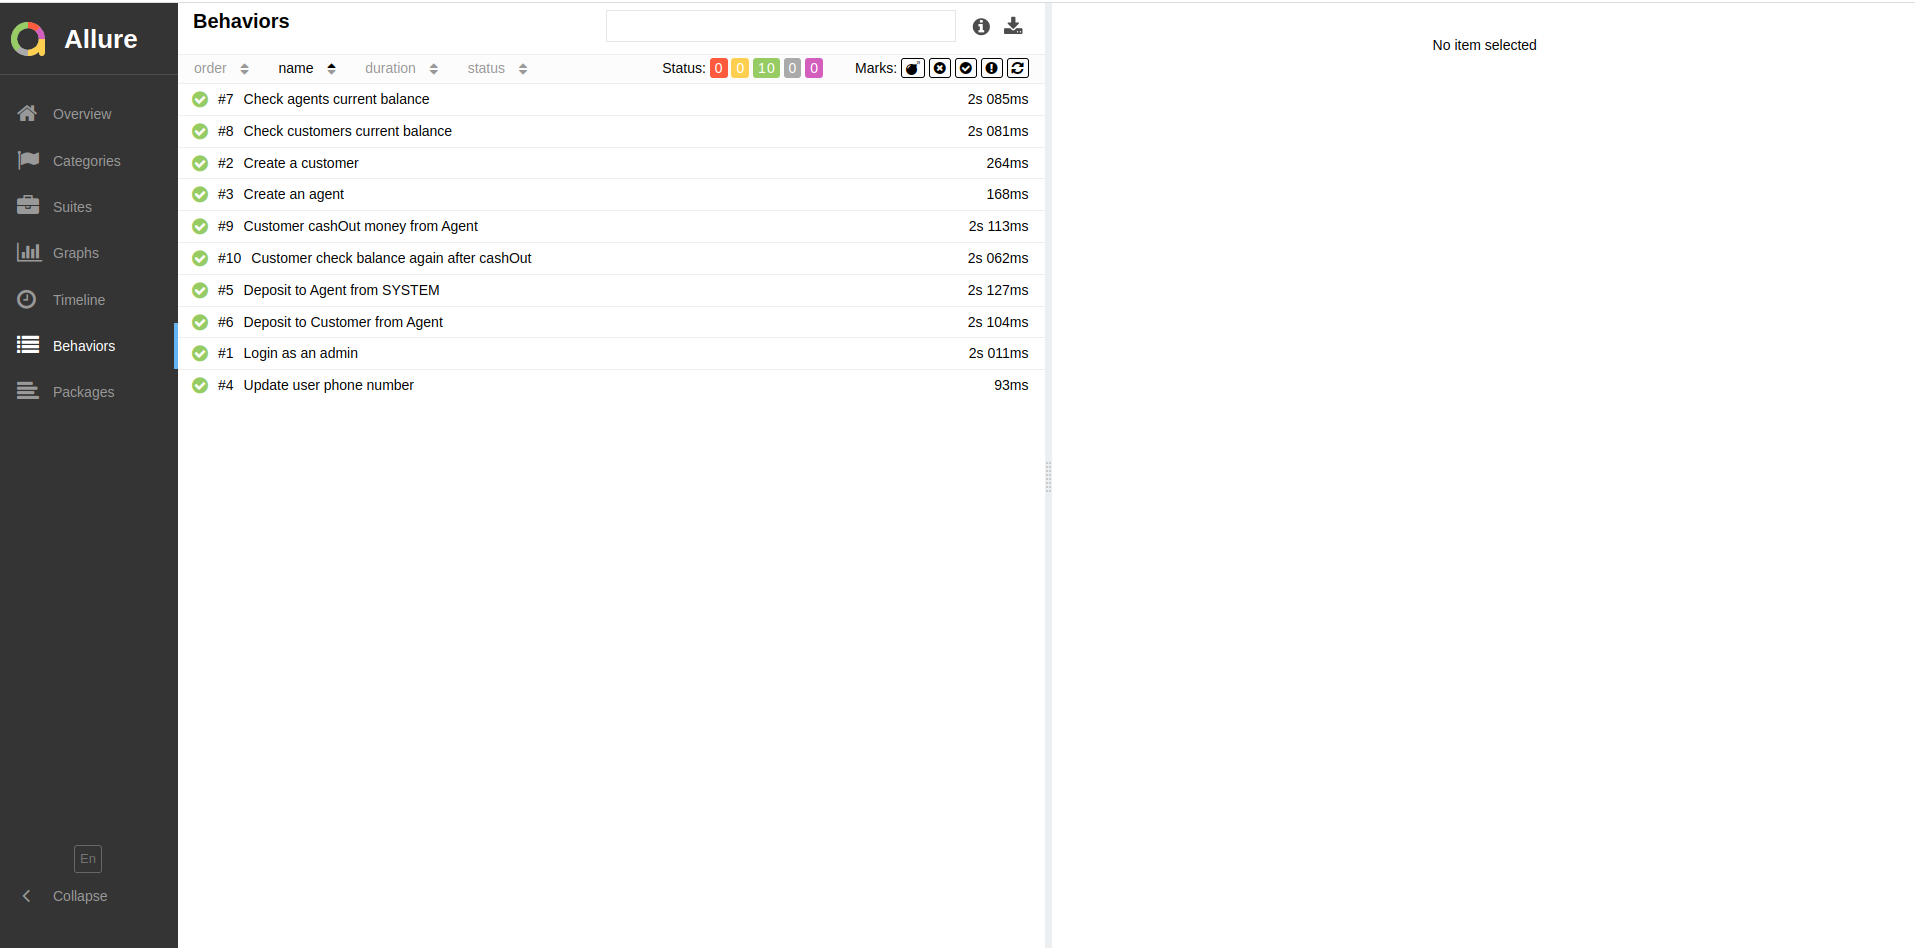 Allure
Overview
Categories
Suites
Graphs
Timeline
Behaviors
Packages
En
Collapse
Behaviors
order name duration status Status: 0 0 10 0 0 Marks:
#7 Check agents current balance 2s 085ms
#8 Check customers current balance 2s 081ms
#2 Create a customer 264ms
#3 Create an agent 168ms
#9 Customer cashOut money from Agent 2s 113ms
#10 Customer check balance again after cashOut 2s 062ms
#5 Deposit to Agent from SYSTEM 2s 127ms
#6 Deposit to Customer from Agent 2s 104ms
#1 Login as an admin 2s 011ms
#4 Update user phone number 93ms
No item selected